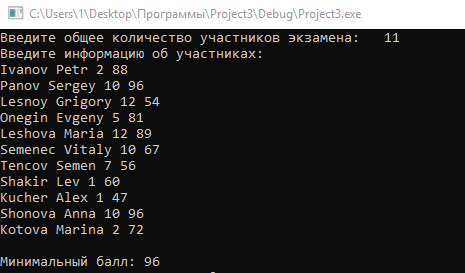 C:\Users\1\Desktop\Программы\Project3\Debug\Project3.exe
Введите общее количество участников экзамена: 11
Введите информацию об участниках:
Ivanov Petr 2 88
Panov Sergey 10 96
Lesnoy Grigory 12 54
Onegin Evgeny 5 81
Leshova Maria 12 89
Semenec Vitaly 10 67
Tencov Semen 7 56
Shakir Lev 1 60
Kucher Alex 1 47
Shonova Anna 10 96
Kotova Marina 2 72
Минимальный балл: 96